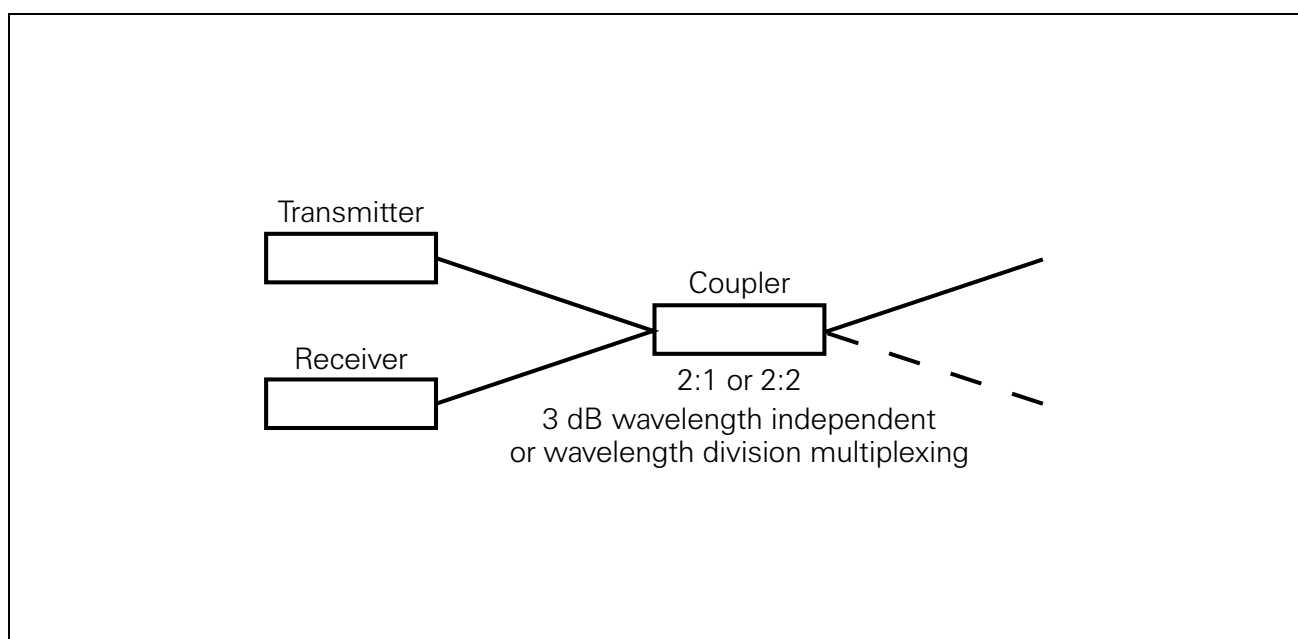 Transmitter
Coupler
Receiver
2:1 or 2:2
3 dB wavelength independent
or wavelength division multiplexing